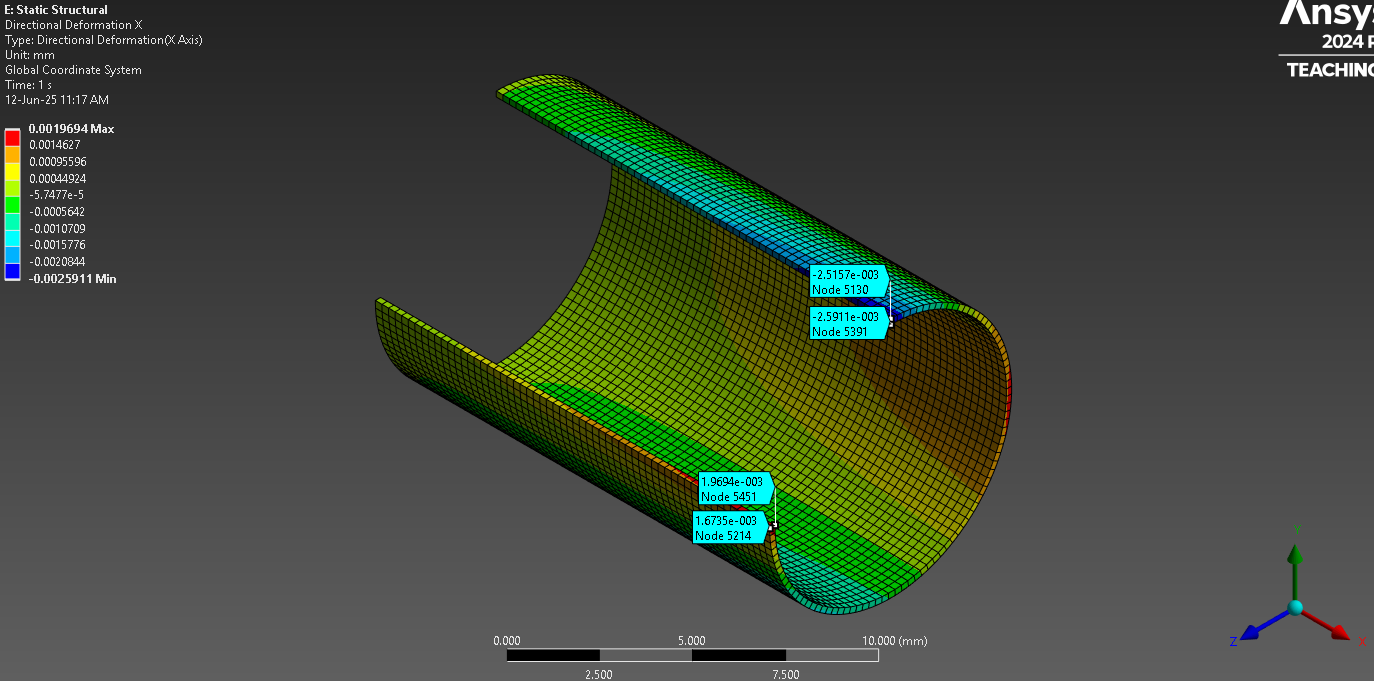 E: Static Structural
Directional Deformation X
Type: Directional Deformation(X Axis)
Unit: mm
Global Coordinate System
Time: 1 s
12-Jun-25 11:17 AM
0.0019694 Max
0.0014627
0.00095596
0.00044924
-5.7477e-5
-0.0005642
-0.0010709
-0.0015776
-0.0020844
-0.0025911 Min
Ansys
2024 R
TEACHING
-2.5157e-003
Node 5130
-2.5911e-003
Node 5391
1.9694e-003
Node 5451
1.6735e-003
Node 5214
0.000 5.000 10.000 (mm)
2.500 7.500
Y
Z X